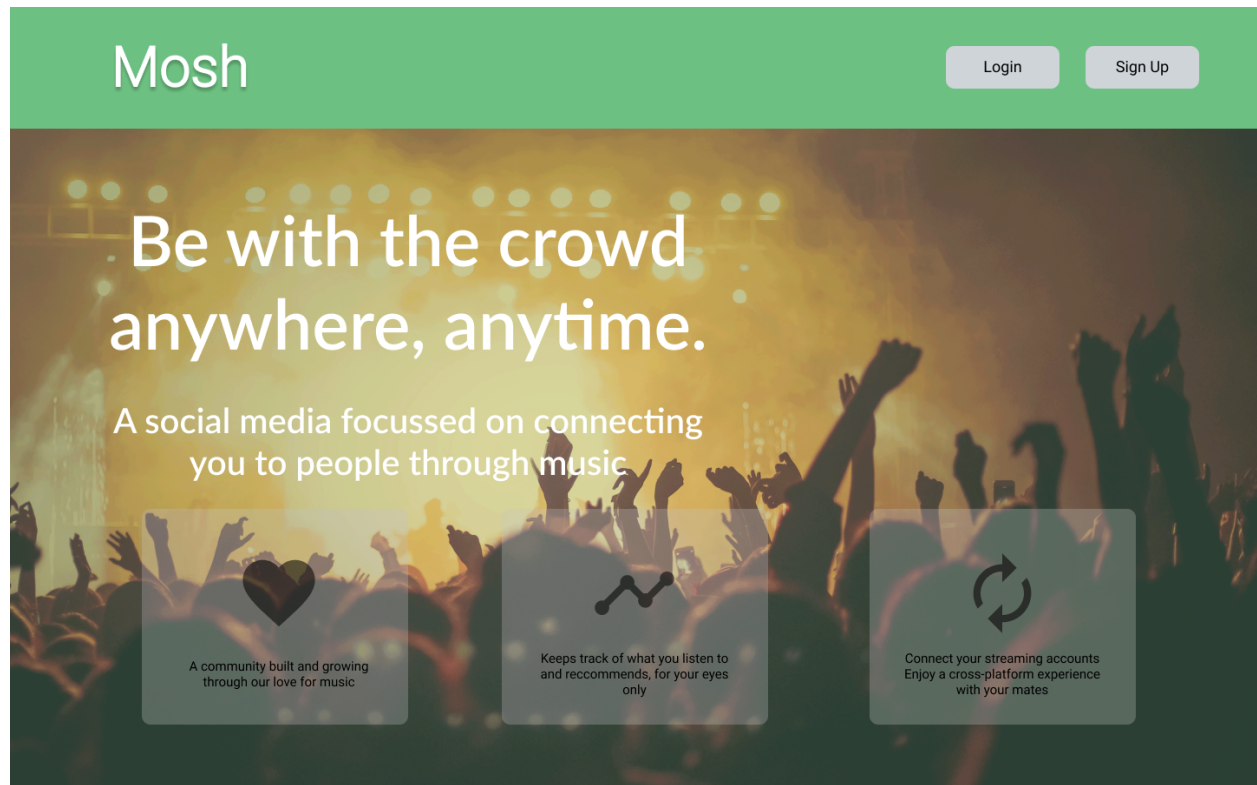 Mosh
Login
Sign Up
Be with the crowd
anywhere, anytime.
A social media focussed on connecting
you to people through music
A community built and growing
through our love for music
Keeps track of what you listen to
and reccommends, for your eyes
only
Connect your streaming accounts
Enjoy a cross-platform experience
with your mates